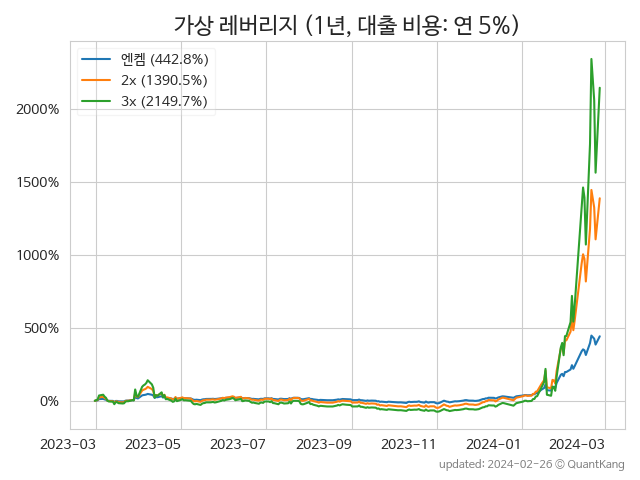 가상 레버리지 (1년, 대출 비용: 연 5%)
엔켐 (442.8%)
2x (1390.5%)
3x (2149.7%)
2000%
1500%
1000%
500%
0%
2023-03 2023-05 2023-07 2023-09 2023-11 2024-01 2024-03
updated: 2024-02-26 © QuantKang